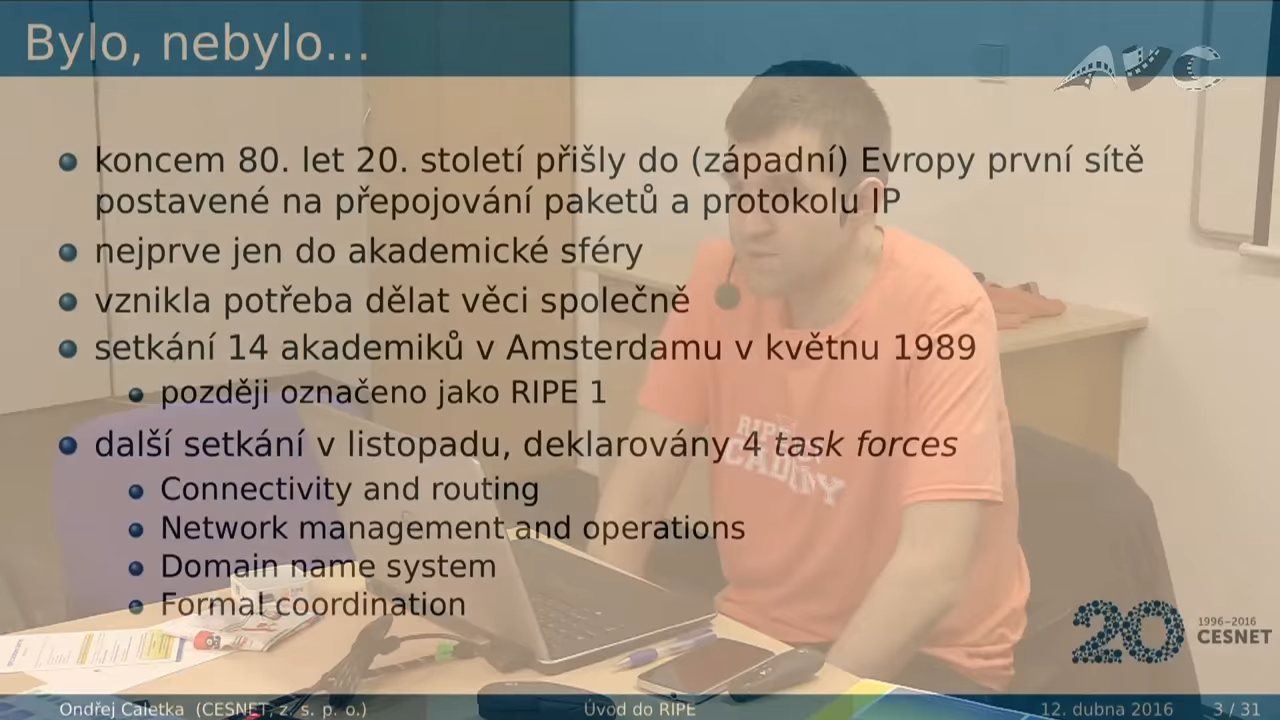 Bylo, nebylo...
AVC
koncem 80. let 20. století přišly do (západní) Evropy první sítě
postavené na přepojování paketů a protokolu IP
nejprve jen do akademické sféry
vznikla potřeba dělat věci společně
setkání 14 akademiků v Amsterdamu v květnu 1989
později označeno jako RIPE 1
další setkání v listopadu, deklarovány 4 task forces
Connectivity and routing
Network management and operations
Domain name system
Formal coordination
20 1996–2016
CESNET
Ondřej Caletka (CESNET, z. s. p. o.) Úvod do RIPE 12. dubna 2016 3 / 31